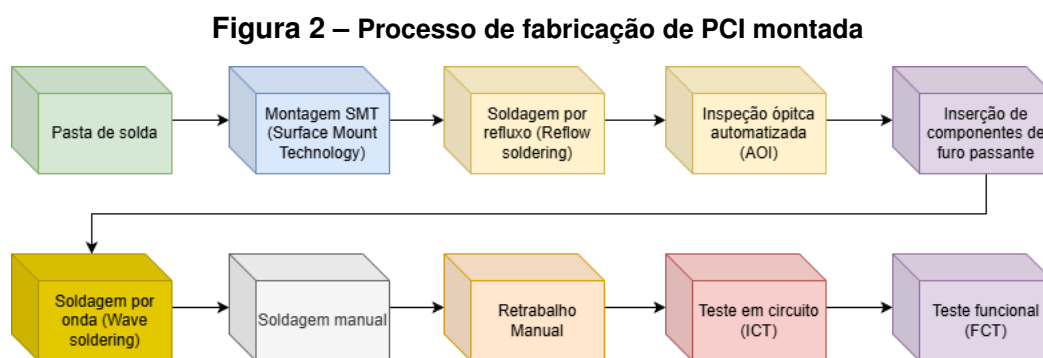 Figura 2 – Processo de fabricação de PCI montada
Pasta de solda
Montagem SMT
(Surface Mount
Technology)
Soldagem por
refluxo (Reflow
soldering)
Inspeção ópitca
automatizada
(AOI)
Inserção de
componentes de
furo passante
Soldagem por
onda (Wave
soldering)
Soldagem manual
Retrabalho
Manual
Teste em circuito
(ICT)
Teste funcional
(FCT)